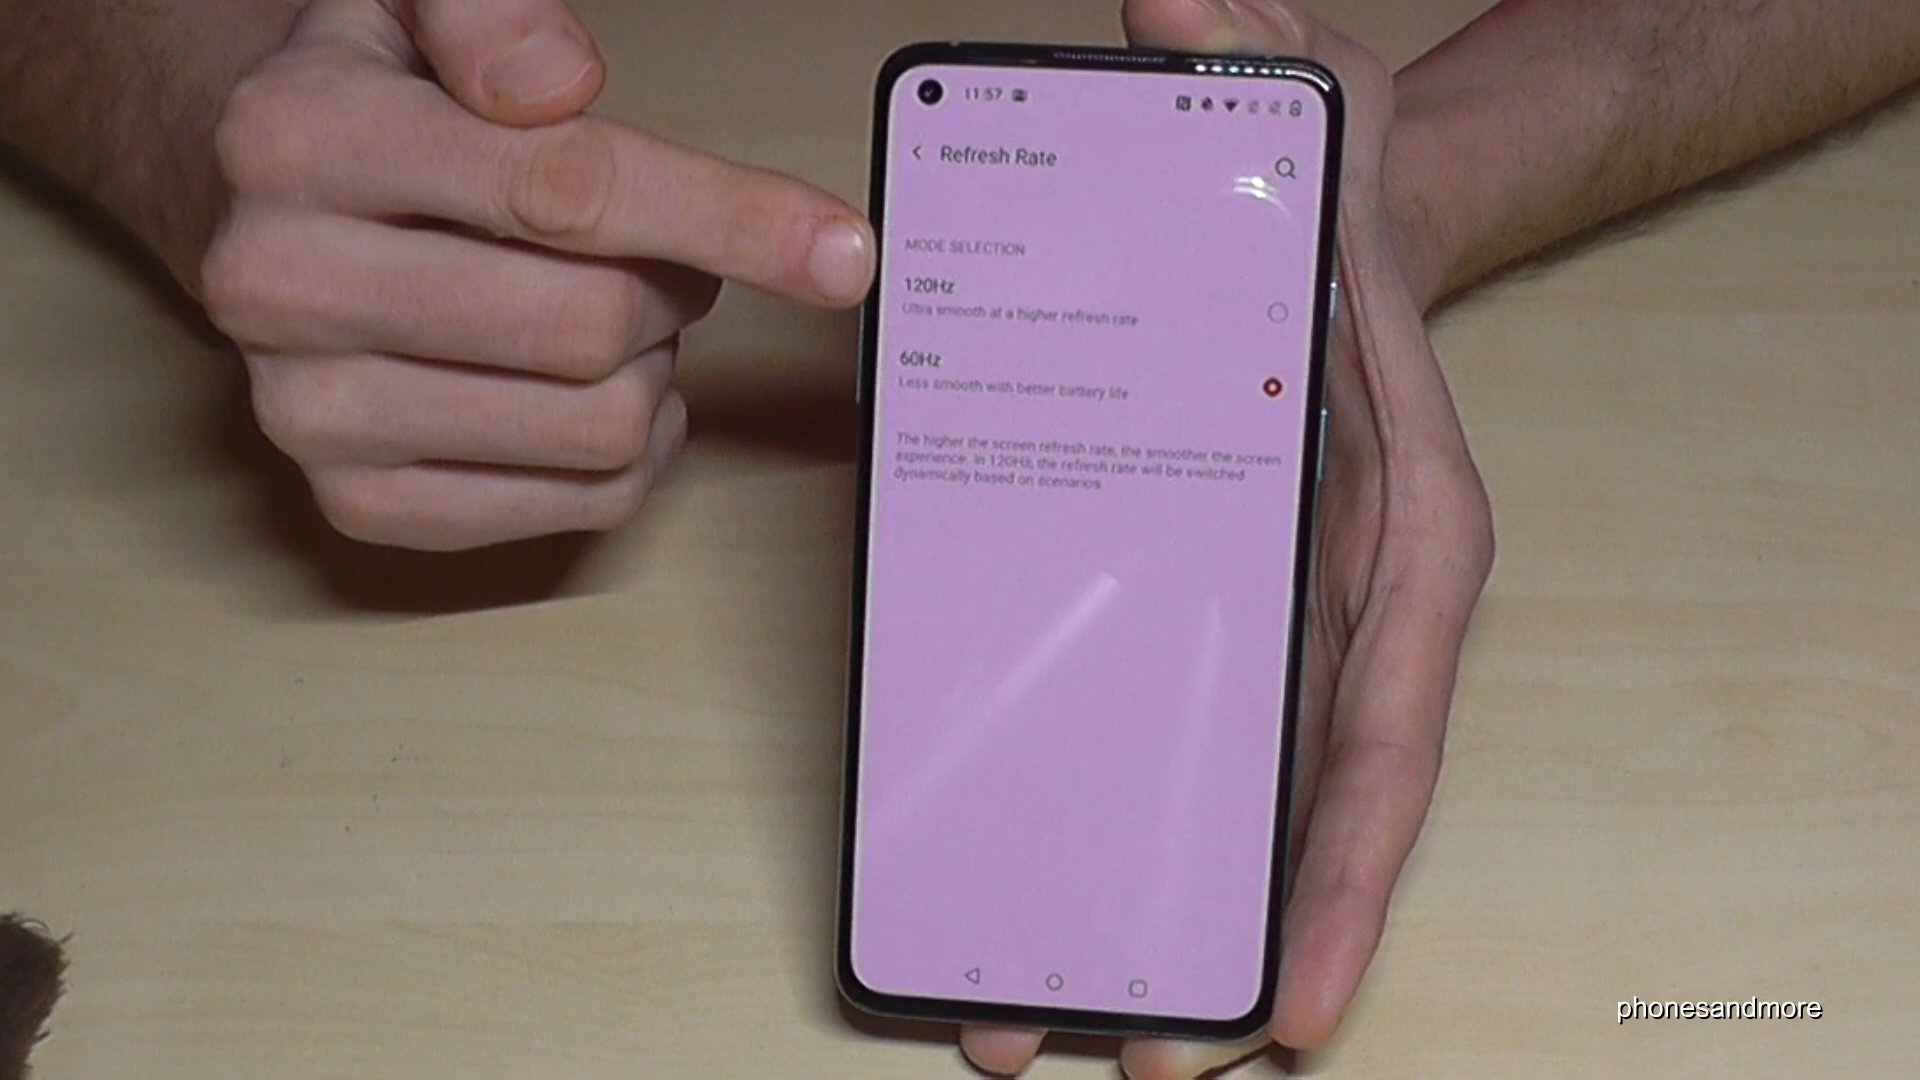 11:57
Refresh Rate
MODE SELECTION
120Hz
Ultra smooth at a higher refresh rate
60Hz
Less smooth with better battery life
The higher the screen refresh rate, the smoother the screen
experience. In 120Hz, the refresh rate will be switched
dynamically based on scenarios.
phonesandmore